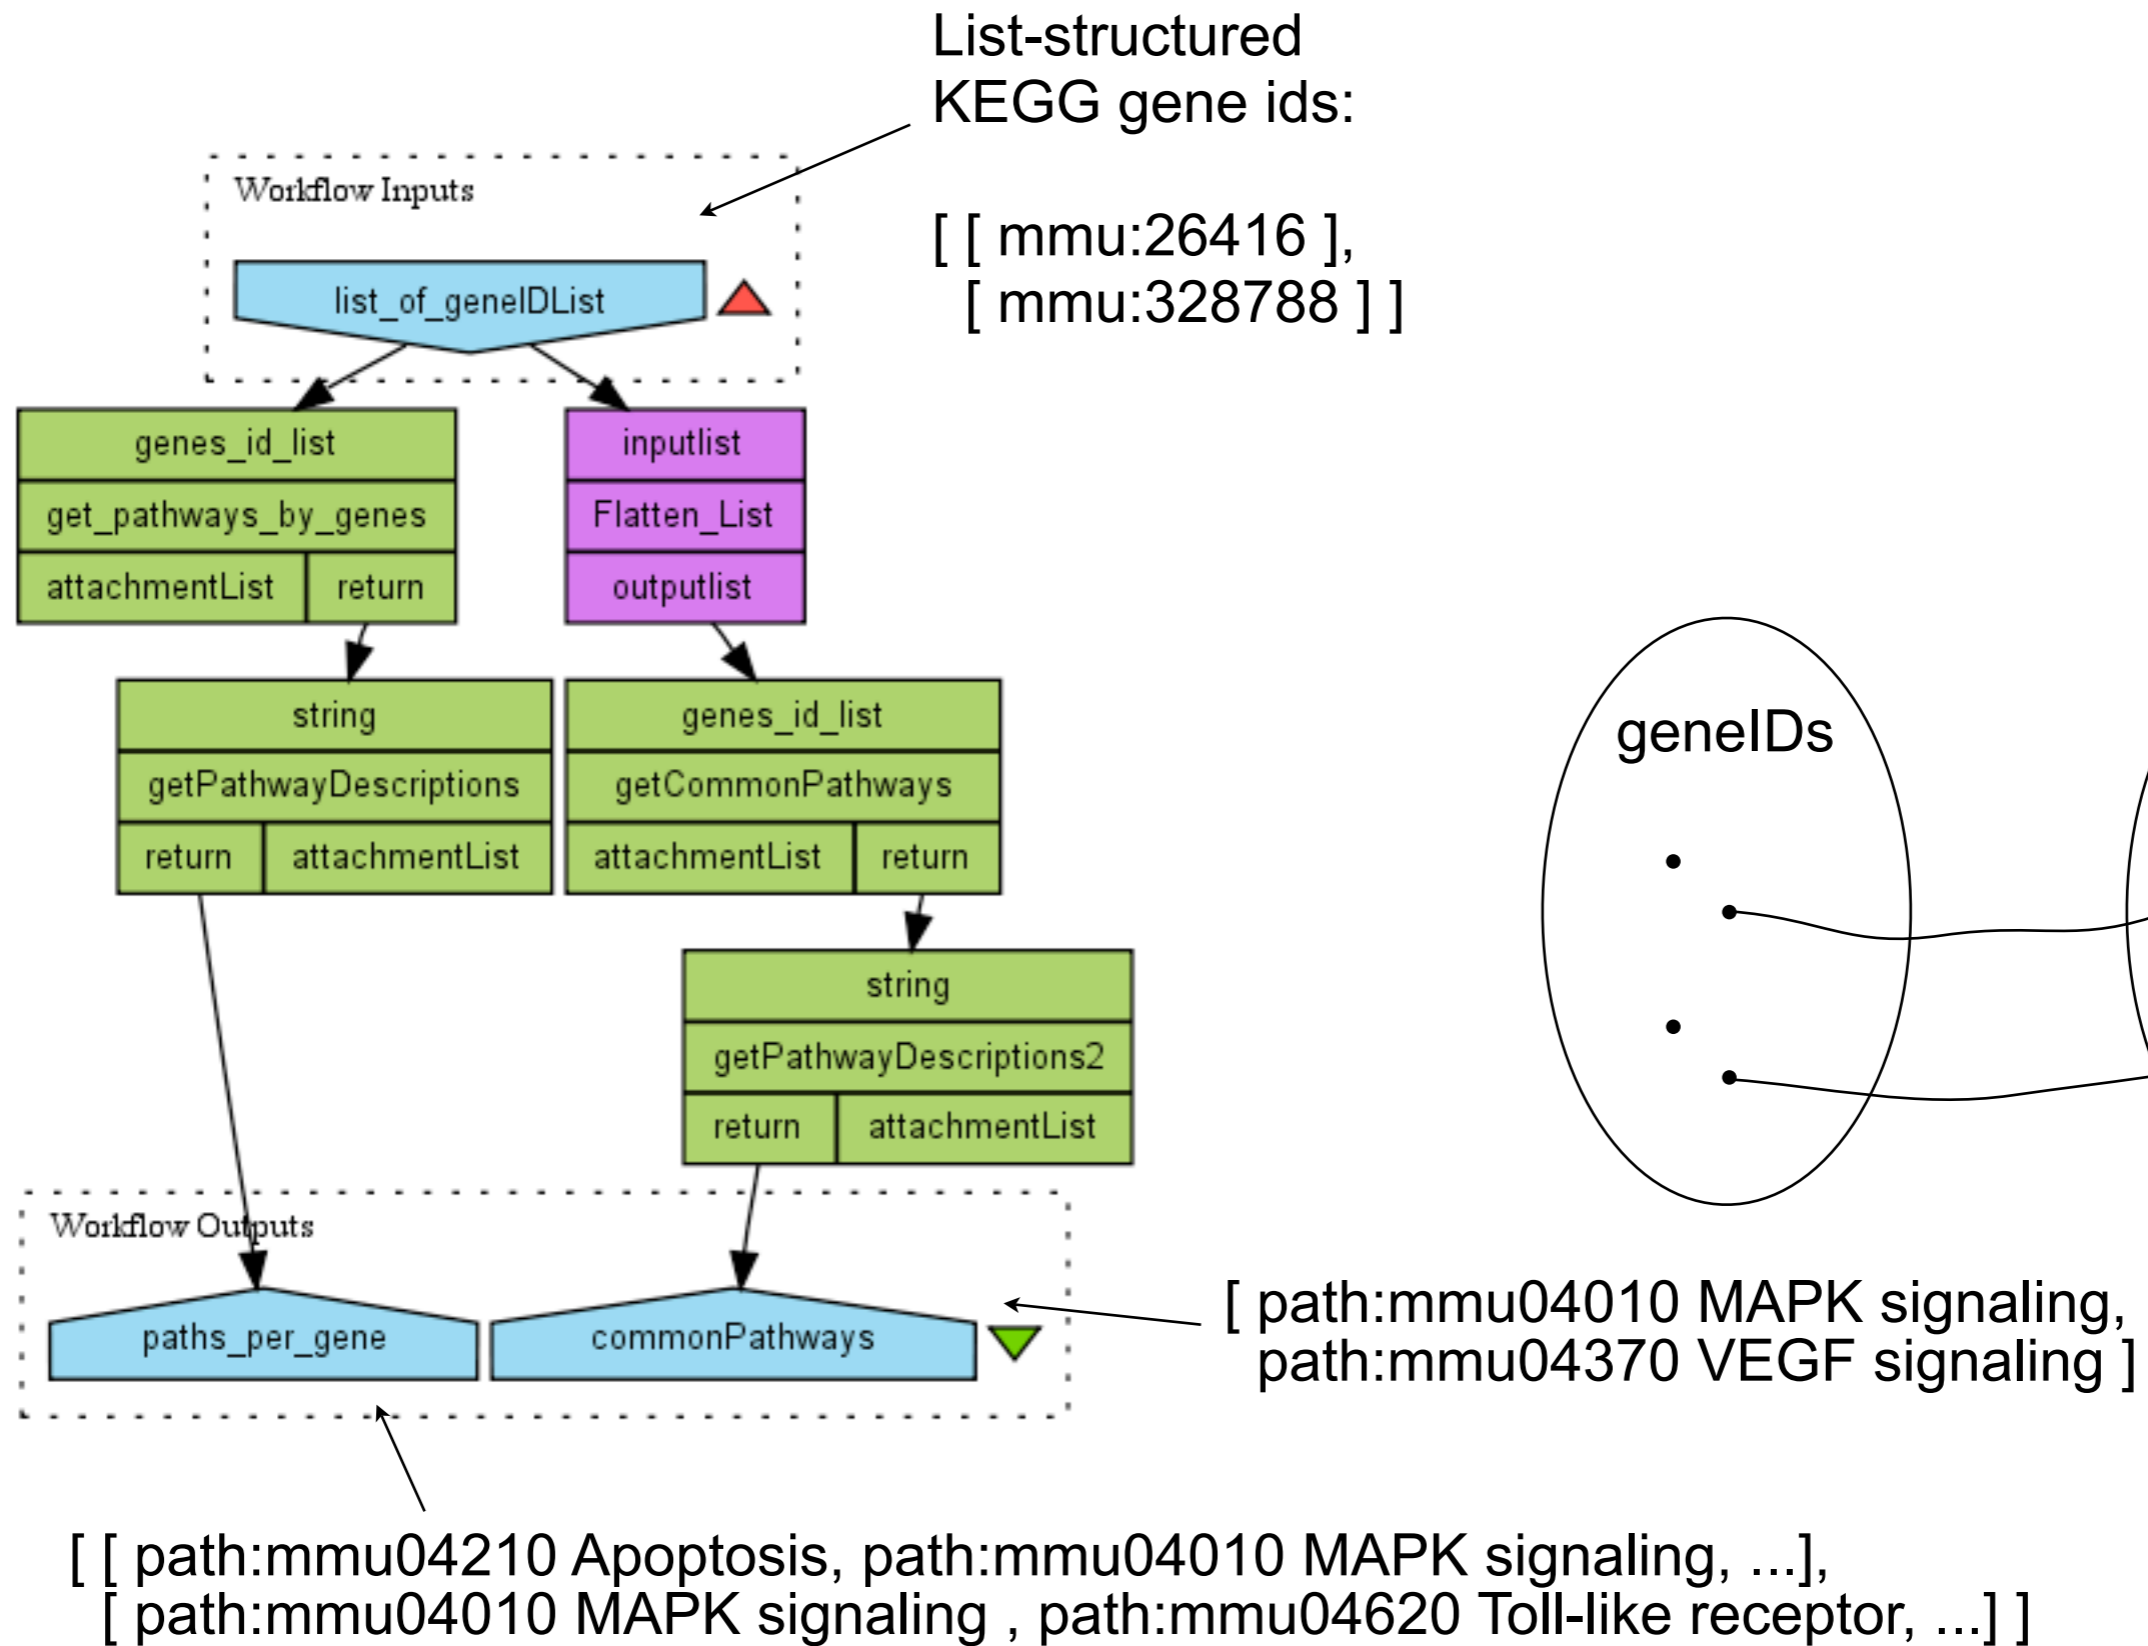 List-structured
KEGG gene ids:
[ [ mmu:26416 ],
[ mmu:328788 ] ]
Workflow Inputs
list_of_geneIDList
genes_id_list
get_pathways_by_genes
attachmentList return
inputlist
Flatten_List
outputlist
string
getPathwayDescriptions
return attachmentList
genes_id_list
getCommonPathways
attachmentList return
string
getPathwayDescriptions2
return attachmentList
geneIDs
Workflow Outputs
paths_per_gene
commonPathways
[ path:mmu04010 MAPK signaling,
path:mmu04370 VEGF signaling ]
[ [ path:mmu04210 Apoptosis, path:mmu04010 MAPK signaling, ...],
[ path:mmu04010 MAPK signaling , path:mmu04620 Toll-like receptor, ...] ]